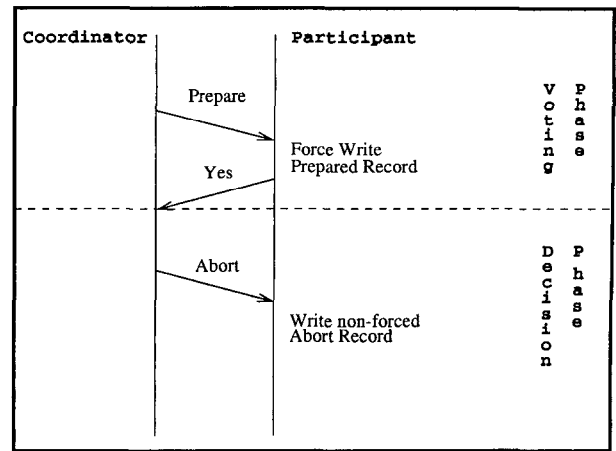 Coordinator
Participant
Prepare
Force Write
Prepared Record
Yes
Voting
Phase
Abort
Write non-forced
Abort Record
Decision
Phase